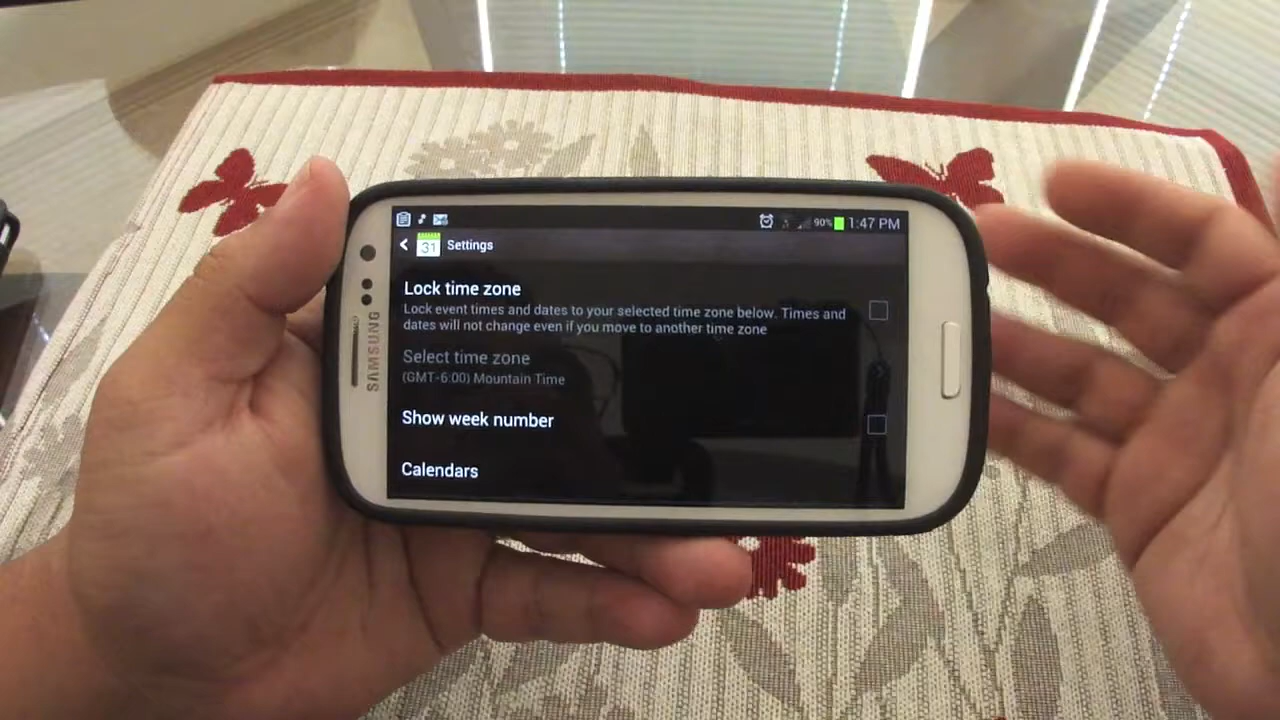 90% 1:47 PM
31 Settings
Lock time zone
Lock event times and dates to your selected time zone below. Times and
dates will not change even if you move to another time zone
Select time zone
(GMT-6:00) Mountain Time
Show week number
Calendars
SAMSUNG